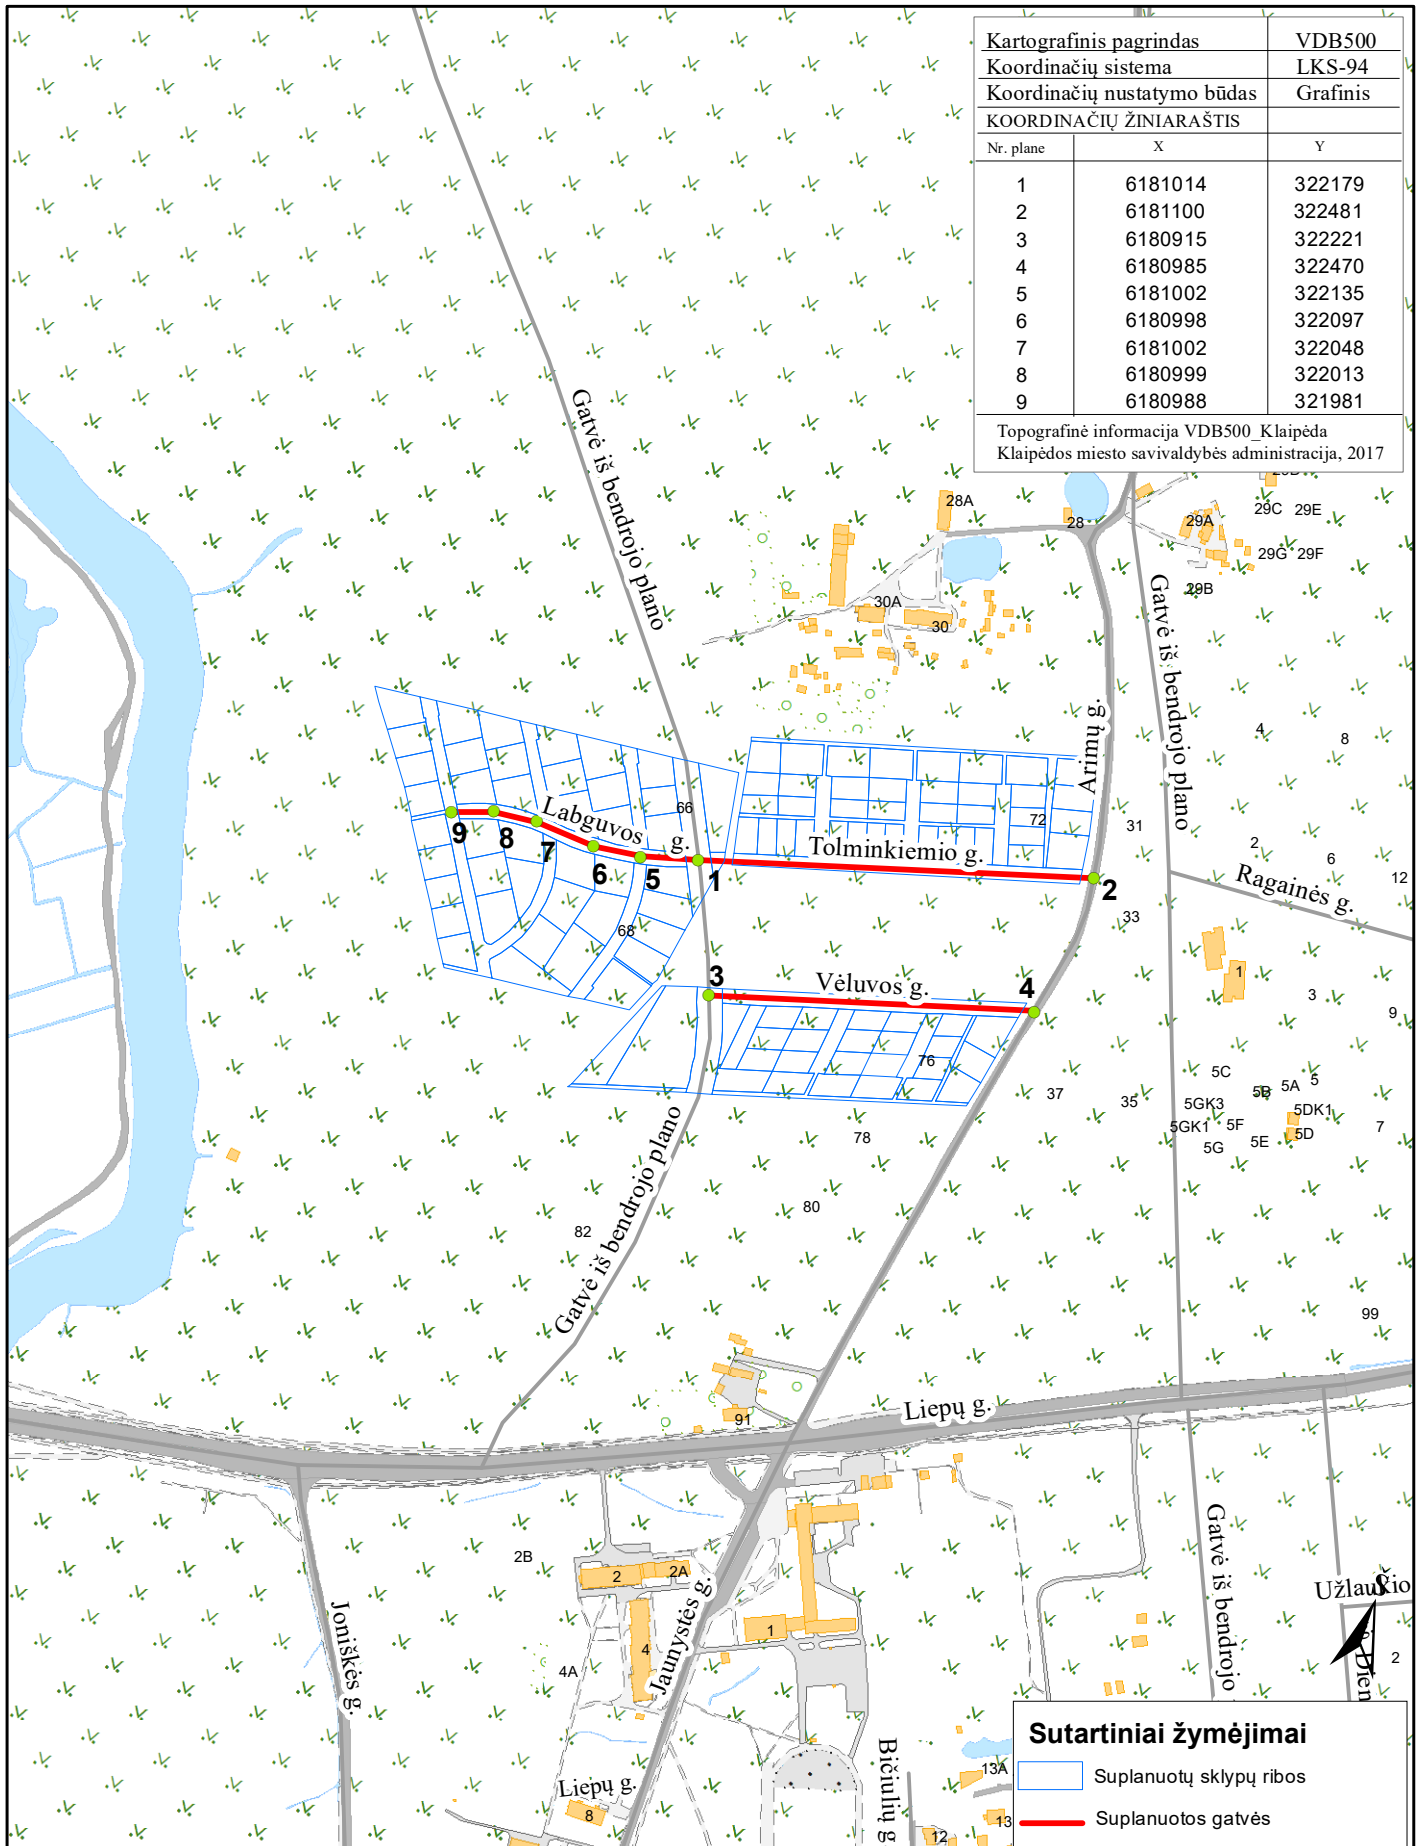 Kartografinis pagrindas VDB500
Koordinačių sistema LKS-94
Koordinačių nustatymo būdas Grafinis
KOORDINAČIŲ ŽINIARAŠTIS
Nr. plane X Y
1 6181014 322179
2 6181100 322481
3 6180915 322221
4 6180985 322470
5 6181002 322135
6 6180998 322097
7 6181002 322048
8 6180999 322013
9 6180988 321981
Topografinė informacija VDB500_Klaipėda
Klaipėdos miesto savivaldybės administracija, 2017
Gatvė iš bendrojo plano
28A
28
29A
29C
29E
29G
29F
29B
30A
30
Gatvė iš bendrojo plano
Arimų g.
4
8
66
72
31
2
6
12
Labguvos g.
Tolminkiemio g.
Ragainės g.
9
8
7
6
5
1
2
68
33
3
Vėluvos g.
4
1
3
9
76
5C
5B
5A
5
37
35
5GK3
5DK1
5GK1
5F
5D
7
5G
5E
78
80
82
Gatvė iš bendrojo plano
99
91
Liepų g.
2B
2
2A
Jaunystės g.
1
4
4A
Joniškės g.
Gatvė iš bendrojo
Š
2
Liepų g.
8
Bičiulių g
13A
13
12
Sutartiniai žymėjimai
Suplanuotų sklypų ribos
Suplanuotos gatvės